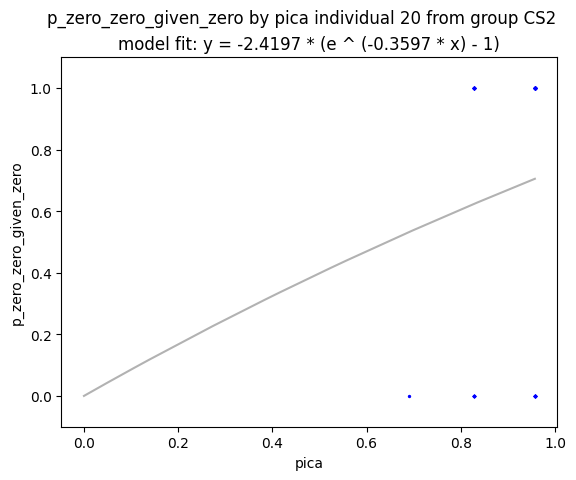 p_zero_zero_given_zero by pica individual 20 from group CS2
model fit: y = -2.4197 * (e ^ (-0.3597 * x) - 1)
p_zero_zero_given_zero
1.0
0.8
0.6
0.4
0.2
0.0
0.0 0.2 0.4 0.6 0.8 1.0
pica